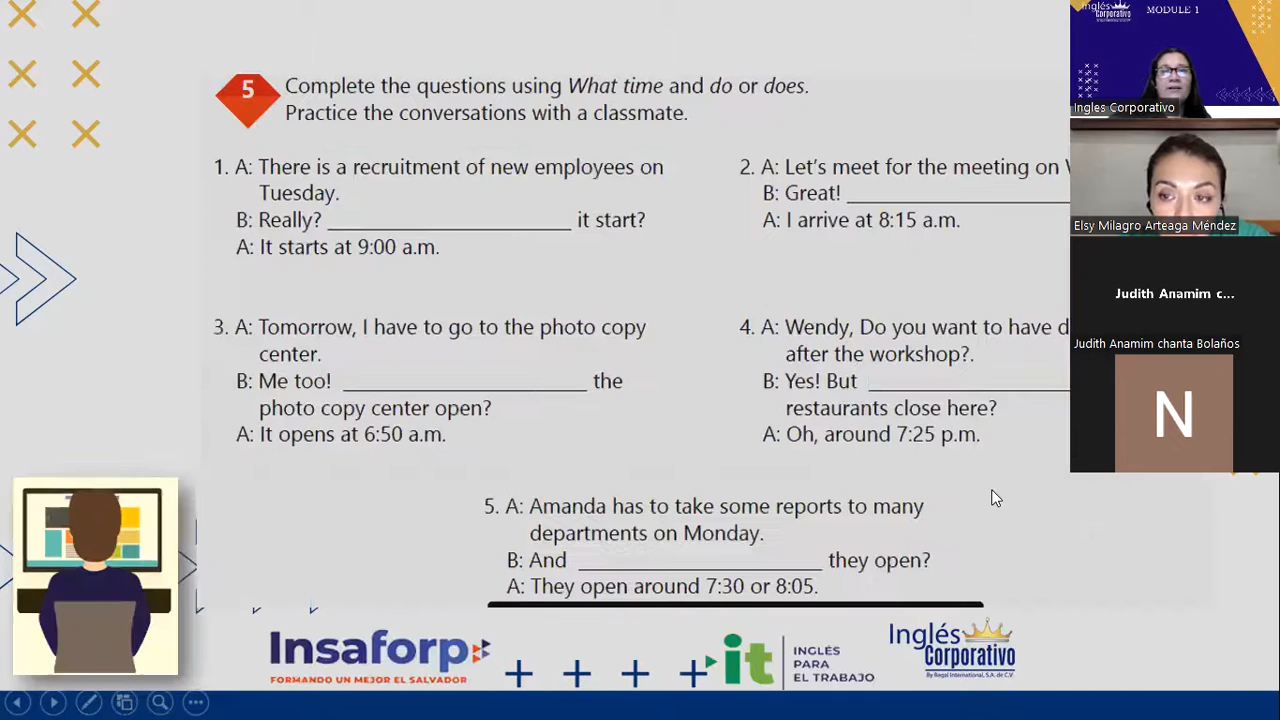 5
Complete the questions using What time and do or does.
Practice the conversations with a classmate.
1. A: There is a recruitment of new employees on
Tuesday.
B: Really? ______________________ it start?
A: It starts at 9:00 a.m.
2. A: Let's meet for the meeting on
B: Great! ______________________
A: I arrive at 8:15 a.m.
3. A: Tomorrow, I have to go to the photo copy
center.
B: Me too! ______________________ the
photo copy center open?
A: It opens at 6:50 a.m.
4. A: Wendy, Do you want to have
after the workshop?.
B: Yes! But ______________________
restaurants close here?
A: Oh, around 7:25 p.m.
5. A: Amanda has to take some reports to many
departments on Monday.
B: And ______________________ they open?
A: They open around 7:30 or 8:05.
Insaforp
FORMANDO UN MEJOR EL SALVADOR
it
INGLÉS
PARA
EL TRABAJO
Inglés
Corporativo
By Regal International, S.A. de C.V.
Inglés
Corporativo
MODULE 1
Ingles Corporativo
Elsy Milagro Arteaga Méndez
Judith Anamim c...
Judith Anamim chanta Bolaños
N